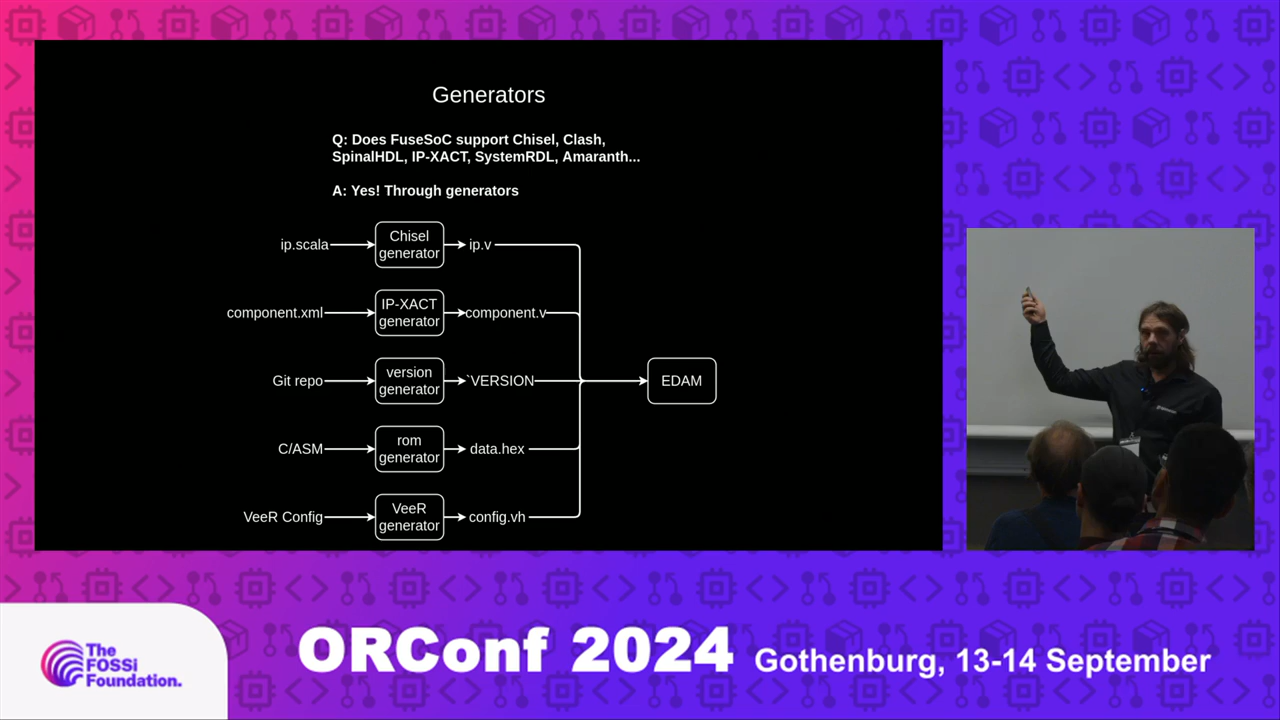 Generators
Q: Does FuseSoC support Chisel, Clash,
SpinalHDL, IP-XACT, SystemRDL, Amaranth...
A: Yes! Through generators
ip.scala
Chisel
generator
ip.v
component.xml
IP-XACT
generator
component.v
Git repo
version
generator
`VERSION
EDAM
C/ASM
rom
generator
data.hex
VeeR Config
VeeR
generator
config.vh
The
FOSSi
Foundation.
ORConf 2024 Gothenburg, 13-14 September